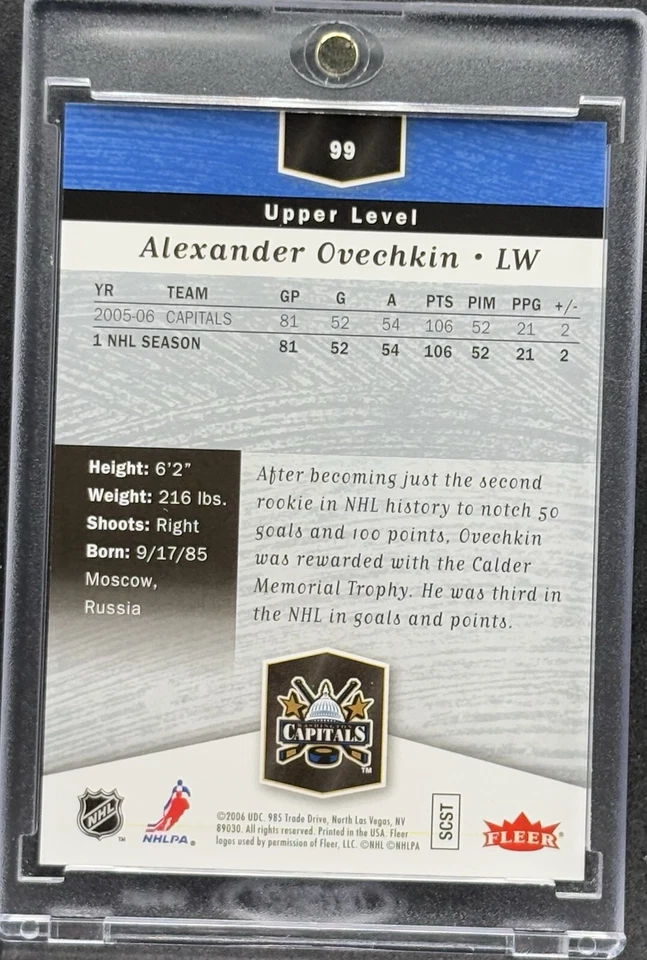 99
Upper Level
Alexander Ovechkin • LW
YR TEAM GP G A PTS PIM PPG +/-
2005-06 CAPITALS 81 52 54 106 52 21 2
1 NHL SEASON 81 52 54 106 52 21 2
Height: 6'2"
Weight: 216 lbs.
Shoots: Right
Born: 9/17/85
Moscow,
Russia
After becoming just the second
rookie in NHL history to notch 50
goals and 100 points, Ovechkin
was rewarded with the Calder
Memorial Trophy. He was third in
the NHL in goals and points.
WASHINGTON
CAPITALS
TM
NHL
TM
NHLPA®
©2006 UDC. 985 Trade Drive, North Las Vegas, NV
89030. All rights reserved. Printed in the USA. Fleer
logos used by permission of Fleer, LLC. ©NHL ©NHLPA
SCST
FLEER®